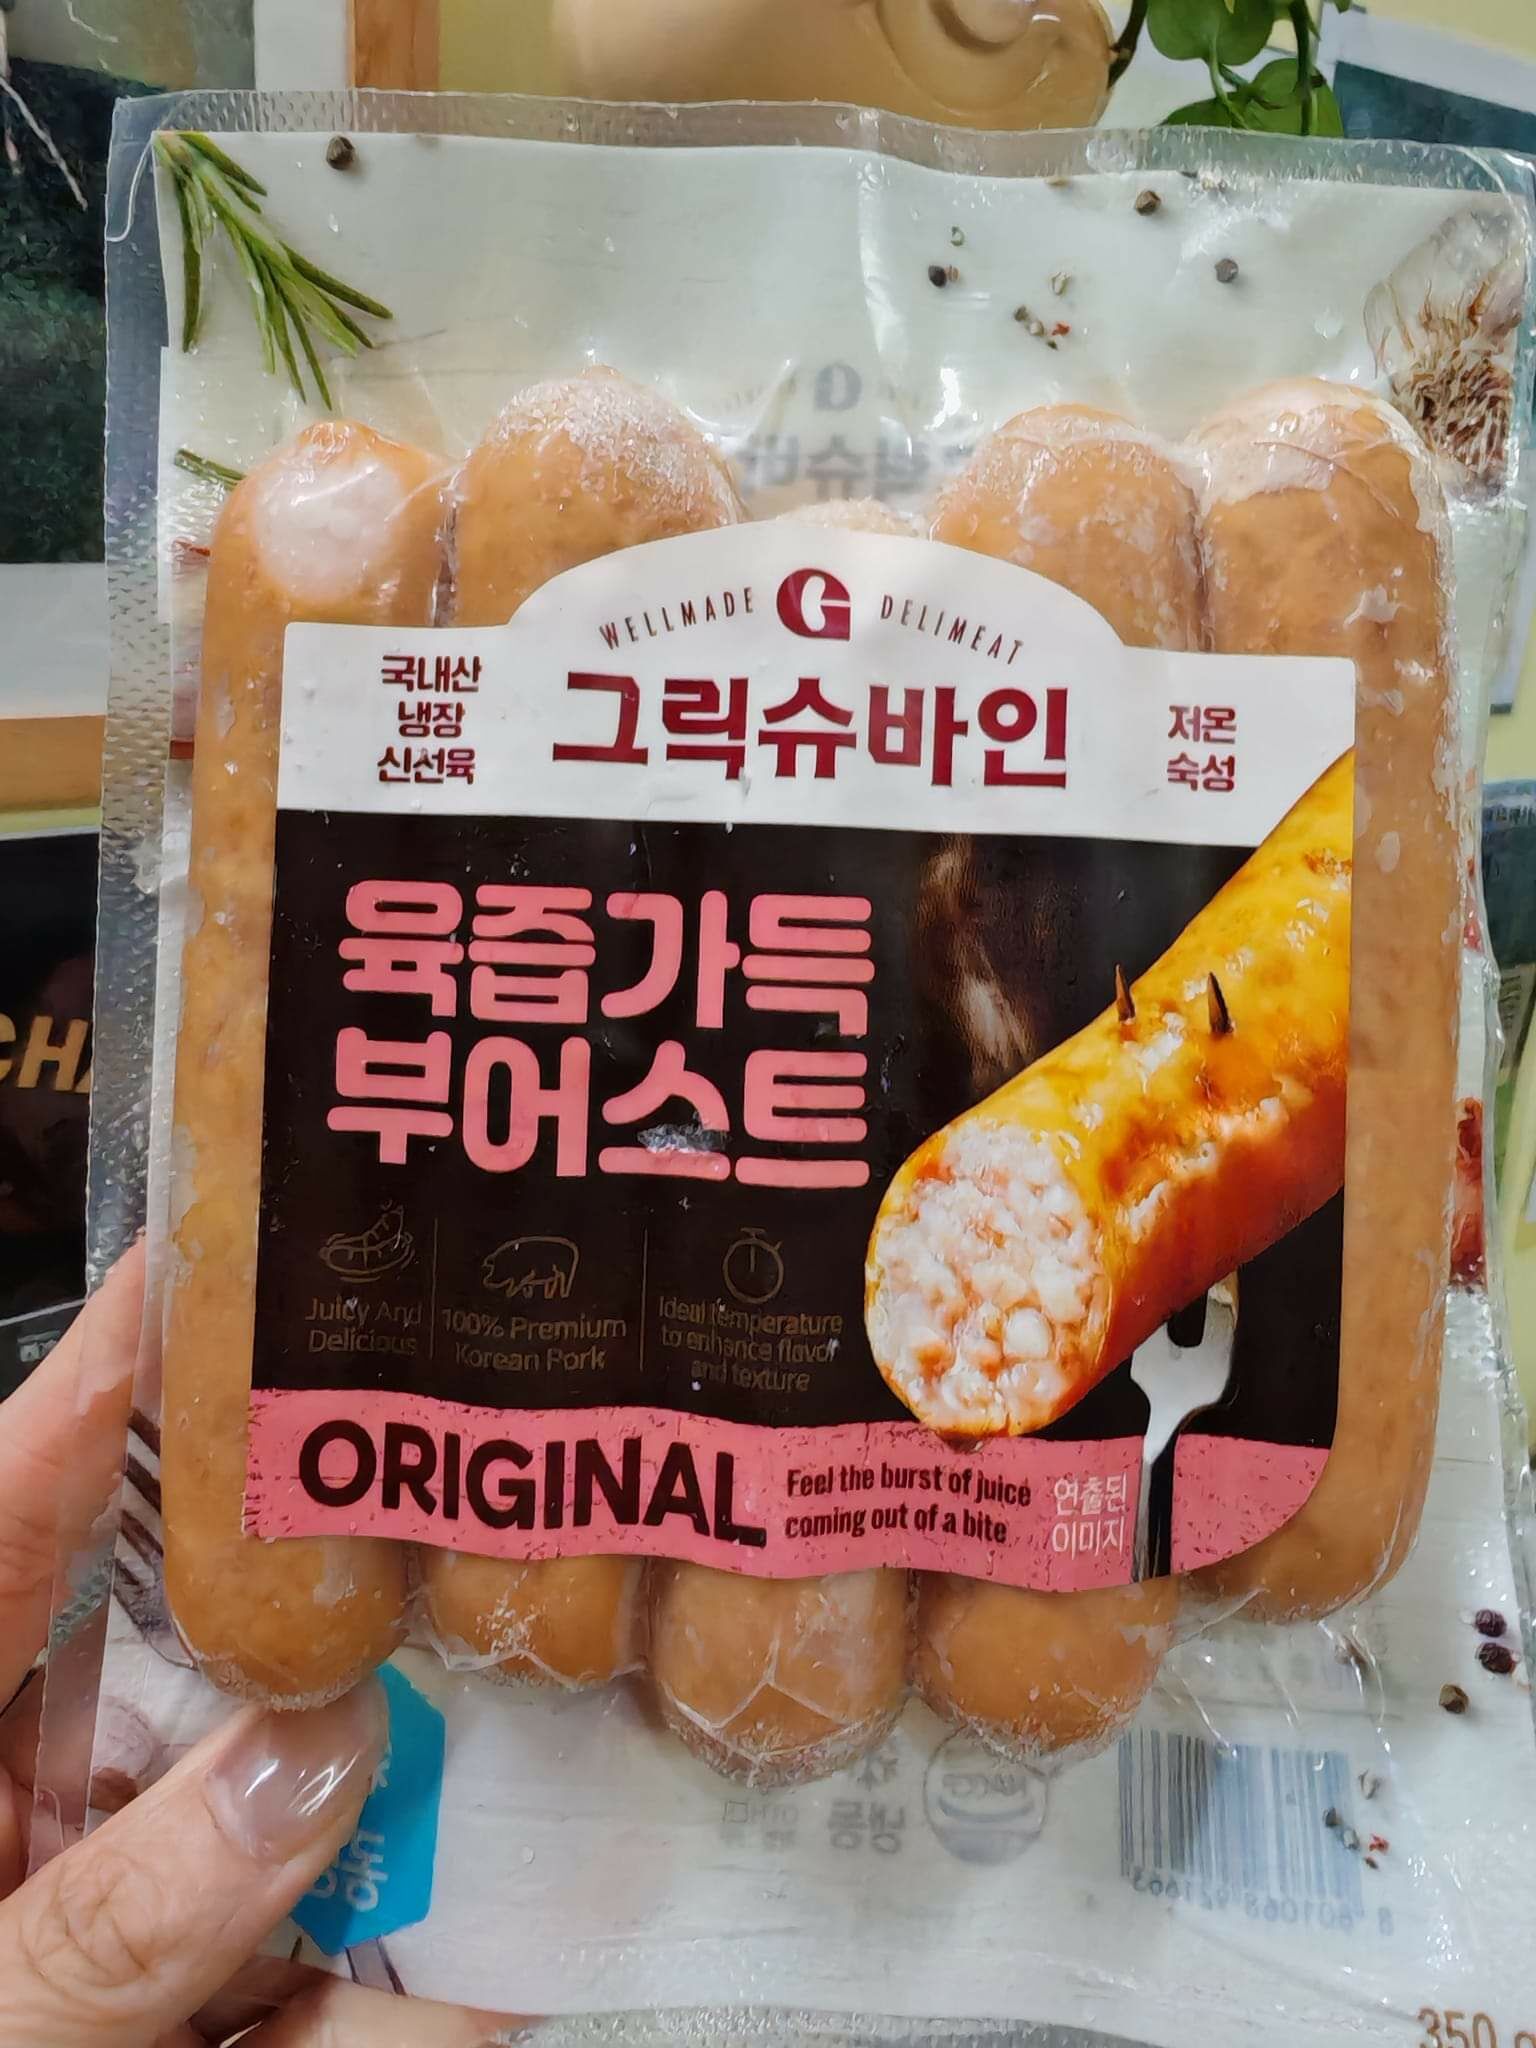 WELLMADE G DELIMEAT
국내산
냉장
신선육
그릭슈바인
저온
숙성
육즙가득
부어스트
Juicy And
Delicious
100% Premium
Korean Pork
Ideal Temperature
to enhance flavor
and texture
ORIGINAL
Feel the burst of juice
coming out of a bite
연출된
이미지
350 g